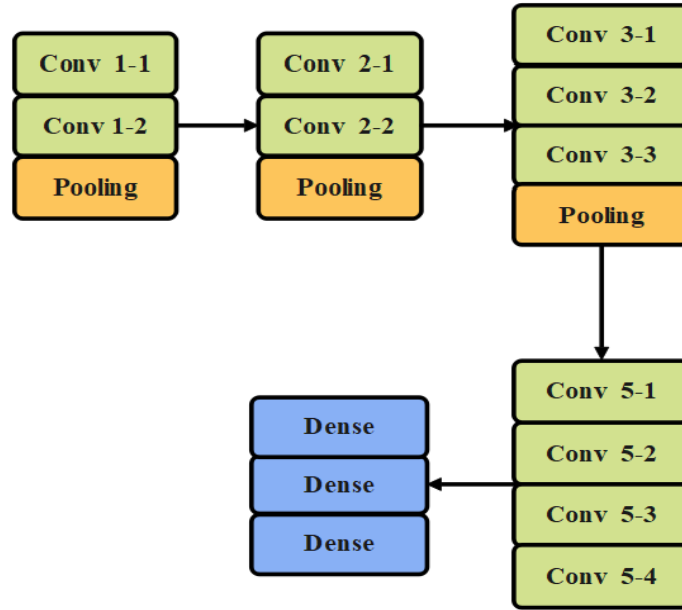 Conv 1-1
Conv 1-2
Pooling
Conv 2-1
Conv 2-2
Pooling
Conv 3-1
Conv 3-2
Conv 3-3
Pooling
Conv 5-1
Conv 5-2
Conv 5-3
Conv 5-4
Dense
Dense
Dense